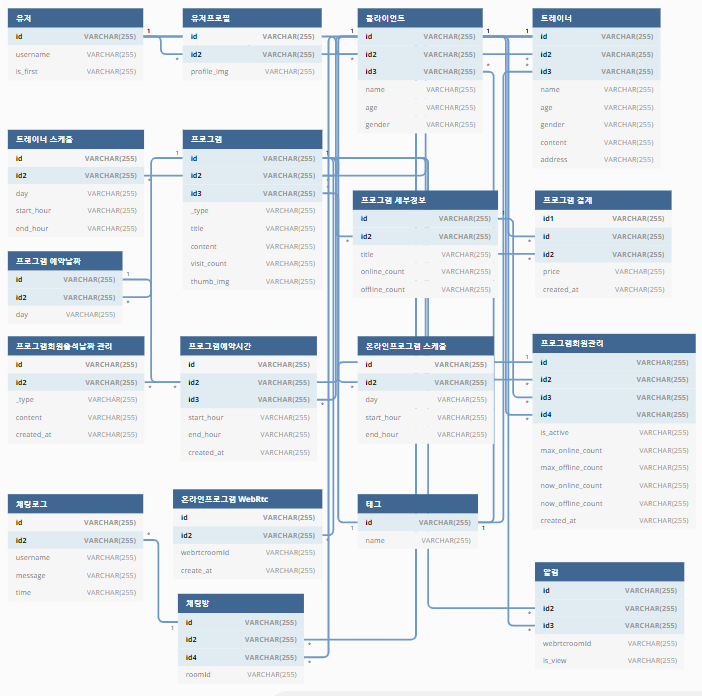 유저
id VARCHAR(255)
username VARCHAR(255)
is_first VARCHAR(255)
유저프로필
id VARCHAR(255)
id2 VARCHAR(255)
profile_img VARCHAR(255)
클라이언트
id VARCHAR(255)
id2 VARCHAR(255)
id3 VARCHAR(255)
name VARCHAR(255)
age VARCHAR(255)
gender VARCHAR(255)
트레이너
id VARCHAR(255)
id2 VARCHAR(255)
id3 VARCHAR(255)
name VARCHAR(255)
age VARCHAR(255)
gender VARCHAR(255)
content VARCHAR(255)
address VARCHAR(255)
트레이너 스케줄
id VARCHAR(255)
id2 VARCHAR(255)
day VARCHAR(255)
start_hour VARCHAR(255)
end_hour VARCHAR(255)
프로그램
id VARCHAR(255)
id2 VARCHAR(255)
id3 VARCHAR(255)
_type VARCHAR(255)
title VARCHAR(255)
content VARCHAR(255)
visit_count VARCHAR(255)
thumb_img VARCHAR(255)
프로그램 세부정보
id VARCHAR(255)
id2 VARCHAR(255)
title VARCHAR(255)
online_count VARCHAR(255)
offline_count VARCHAR(255)
프로그램 결제
id1 VARCHAR(255)
id VARCHAR(255)
id2 VARCHAR(255)
price VARCHAR(255)
created_at VARCHAR(255)
프로그램 예약날짜
id VARCHAR(255)
id2 VARCHAR(255)
day VARCHAR(255)
프로그램회원출석날짜 관리
id VARCHAR(255)
id2 VARCHAR(255)
_type VARCHAR(255)
content VARCHAR(255)
created_at VARCHAR(255)
프로그램예약시간
id VARCHAR(255)
id2 VARCHAR(255)
id3 VARCHAR(255)
start_hour VARCHAR(255)
end_hour VARCHAR(255)
created_at VARCHAR(255)
온라인프로그램 스케줄
id VARCHAR(255)
id2 VARCHAR(255)
day VARCHAR(255)
start_hour VARCHAR(255)
end_hour VARCHAR(255)
프로그램회원관리
id VARCHAR(255)
id2 VARCHAR(255)
id3 VARCHAR(255)
id4 VARCHAR(255)
is_active VARCHAR(255)
max_online_count VARCHAR(255)
max_offline_count VARCHAR(255)
now_online_count VARCHAR(255)
now_offline_count VARCHAR(255)
created_at VARCHAR(255)
채팅로그
id VARCHAR(255)
id2 VARCHAR(255)
username VARCHAR(255)
message VARCHAR(255)
time VARCHAR(255)
온라인프로그램 WebRtc
id VARCHAR(255)
id2 VARCHAR(255)
webrtcroomId VARCHAR(255)
create_at VARCHAR(255)
태그
id VARCHAR(255)
name VARCHAR(255)
채팅방
id VARCHAR(255)
id2 VARCHAR(255)
id4 VARCHAR(255)
roomId VARCHAR(255)
알림
id VARCHAR(255)
id2 VARCHAR(255)
id3 VARCHAR(255)
webrtcroomId VARCHAR(255)
is_view VARCHAR(255)